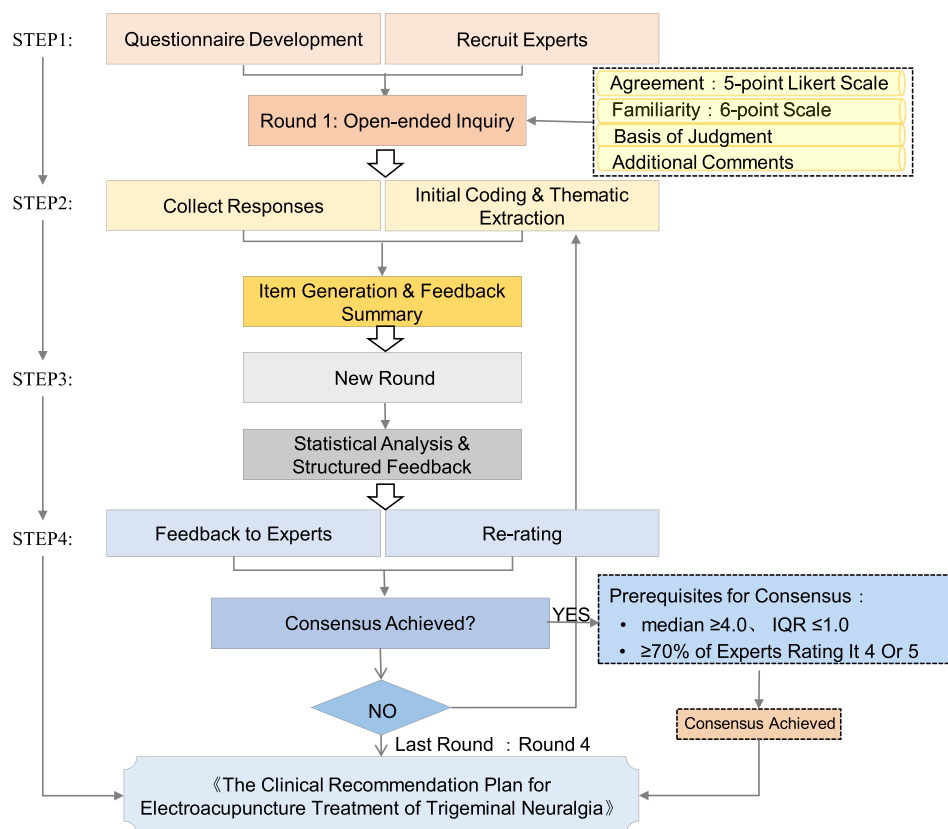 STEP1:
Questionnaire Development
Recruit Experts
Agreement：5-point Likert Scale
Familiarity：6-point Scale
Basis of Judgment
Additional Comments
Round 1: Open-ended Inquiry
STEP2:
Collect Responses
Initial Coding & Thematic
Extraction
Item Generation & Feedback
Summary
STEP3:
New Round
Statistical Analysis &
Structured Feedback
STEP4:
Feedback to Experts
Re-rating
Consensus Achieved?
YES
Prerequisites for Consensus：
• median ≥4.0、 IQR ≤1.0
• ≥70% of Experts Rating It 4 Or 5
NO
Consensus Achieved
Last Round ：Round 4
《The Clinical Recommendation Plan for
Electroacupuncture Treatment of Trigeminal Neuralgia》